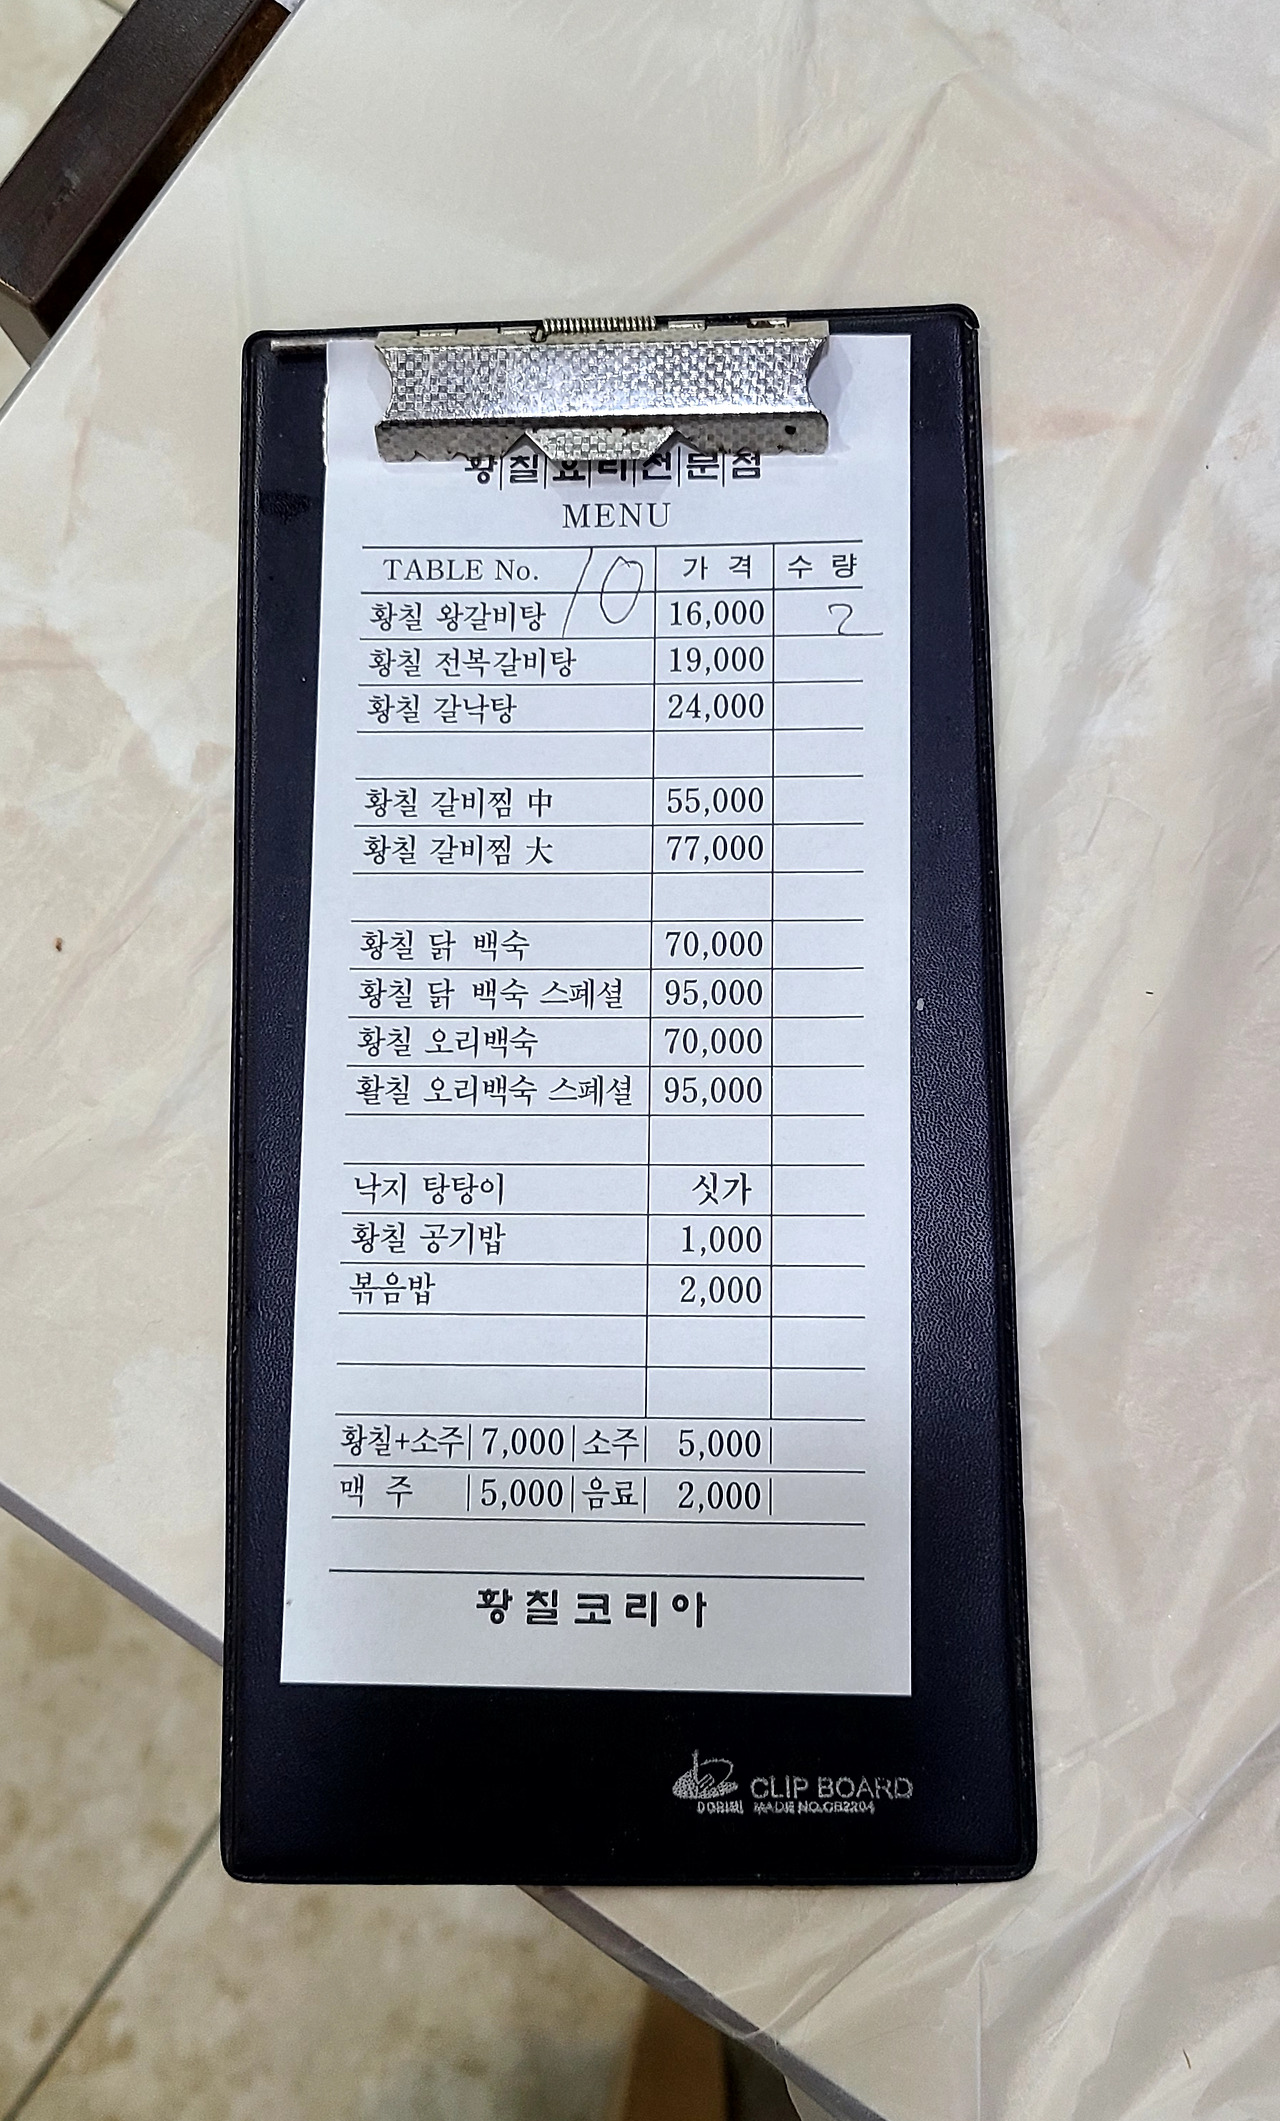 황칠요리전문점
MENU
TABLE No. 10 가 격 수 량
황칠 왕갈비탕 16,000 2
황칠 전복갈비탕 19,000
황칠 갈낙탕 24,000
황칠 갈비찜 中 55,000
황칠 갈비찜 大 77,000
황칠 닭 백숙 70,000
황칠 닭 백숙 스폐셜 95,000
황칠 오리백숙 70,000
활칠 오리백숙 스폐셜 95,000
낙지 탕탕이 싯가
황칠 공기밥 1,000
볶음밥 2,000
황칠+소주 7,000 소주 5,000
맥 주 5,000 음료 2,000
황칠코리아
CLIP BOARD
MADE NO.CB2204